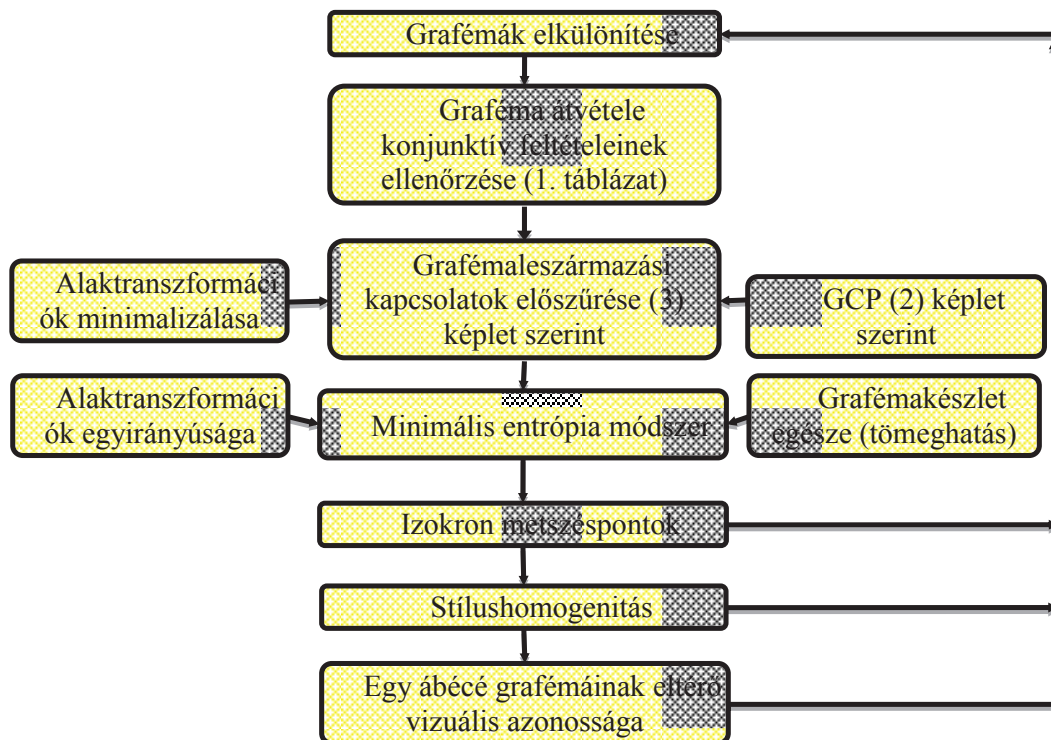 Grafémák elkülönítése
Graféma átvétele
konjunktív feltételeinek
ellenőrzése (1. táblázat)
Alaktranszformáci
ók minimalizálása
Grafémaleszármazási
kapcsolatok előszűrése (3)
képlet szerint
GCP (2) képlet
szerint
Alaktranszformáci
ók egyirányúsága
Minimális entrópia módszer
Grafémakészlet
egésze (tömeghatás)
Izokron metszéspontok
Stílushomogenitás
Egy ábécé grafémáinak eltérő
vizuális azonossága